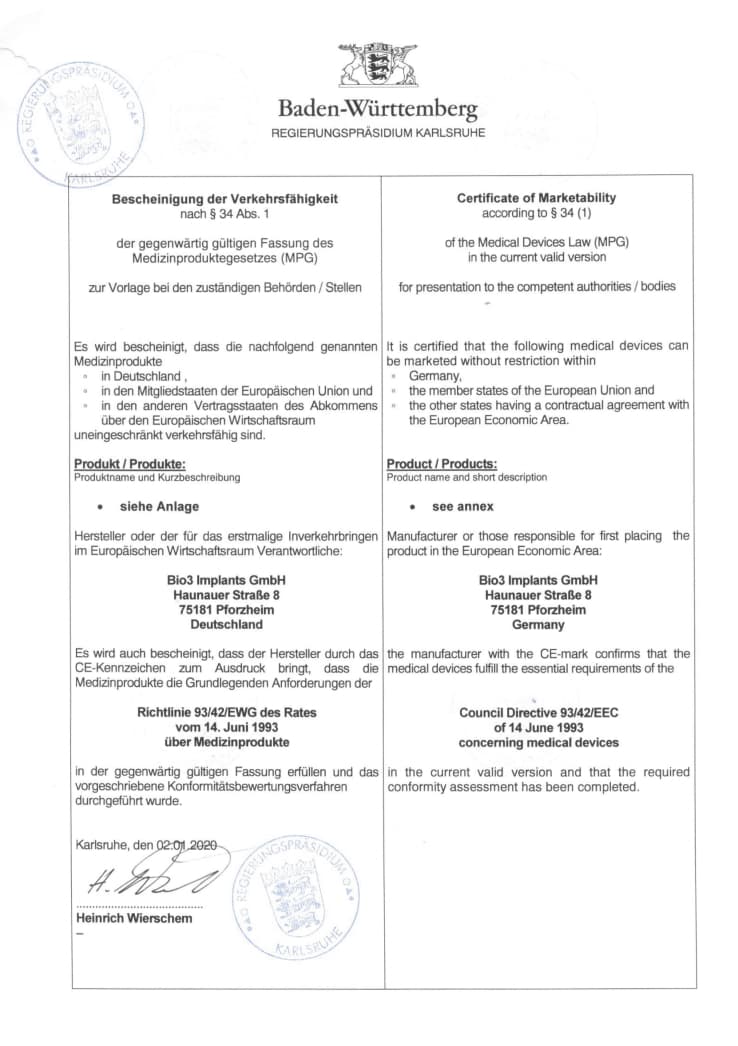 Baden-Württemberg
REGIERUNGSPRÄSIDIUM KARLSRUHE
REGIERUNGSPRÄSIDIUM
KARLSRUHE
Bescheinigung der Verkehrsfähigkeit
nach § 34 Abs. 1
der gegenwärtig gültigen Fassung des
Medizinproduktegesetzes (MPG)
zur Vorlage bei den zuständigen Behörden / Stellen
Es wird bescheinigt, dass die nachfolgend genannten
Medizinprodukte
° in Deutschland ,
° in den Mitgliedstaaten der Europäischen Union und
° in den anderen Vertragsstaaten des Abkommens
über den Europäischen Wirtschaftsraum
uneingeschränkt verkehrsfähig sind.
Produkt / Produkte:
Produktname und Kurzbeschreibung
• siehe Anlage
Hersteller oder der für das erstmalige Inverkehrbringen
im Europäischen Wirtschaftsraum Verantwortliche:
Bio3 Implants GmbH
Haunauer Straße 8
75181 Pforzheim
Deutschland
Es wird auch bescheinigt, dass der Hersteller durch das
CE-Kennzeichen zum Ausdruck bringt, dass die
Medizinprodukte die Grundlegenden Anforderungen der
Richtlinie 93/42/EWG des Rates
vom 14. Juni 1993
über Medizinprodukte
in der gegenwärtig gültigen Fassung erfüllen und das
vorgeschriebene Konformitätsbewertungsverfahren
durchgeführt wurde.
Karlsruhe, den 02.01.2020
Heinrich Wierschem
REGIERUNGSPRÄSIDIUM
KARLSRUHE
Certificate of Marketability
according to § 34 (1)
of the Medical Devices Law (MPG)
in the current valid version
for presentation to the competent authorities / bodies
It is certified that the following medical devices can
be marketed without restriction within
° Germany,
° the member states of the European Union and
° the other states having a contractual agreement with
the European Economic Area.
Product / Products:
Product name and short description
• see annex
Manufacturer or those responsible for first placing the
product in the European Economic Area:
Bio3 Implants GmbH
Haunauer Straße 8
75181 Pforzheim
Germany
the manufacturer with the CE-mark confirms that the
medical devices fulfill the essential requirements of the
Council Directive 93/42/EEC
of 14 June 1993
concerning medical devices
in the current valid version and that the required
conformity assessment has been completed.